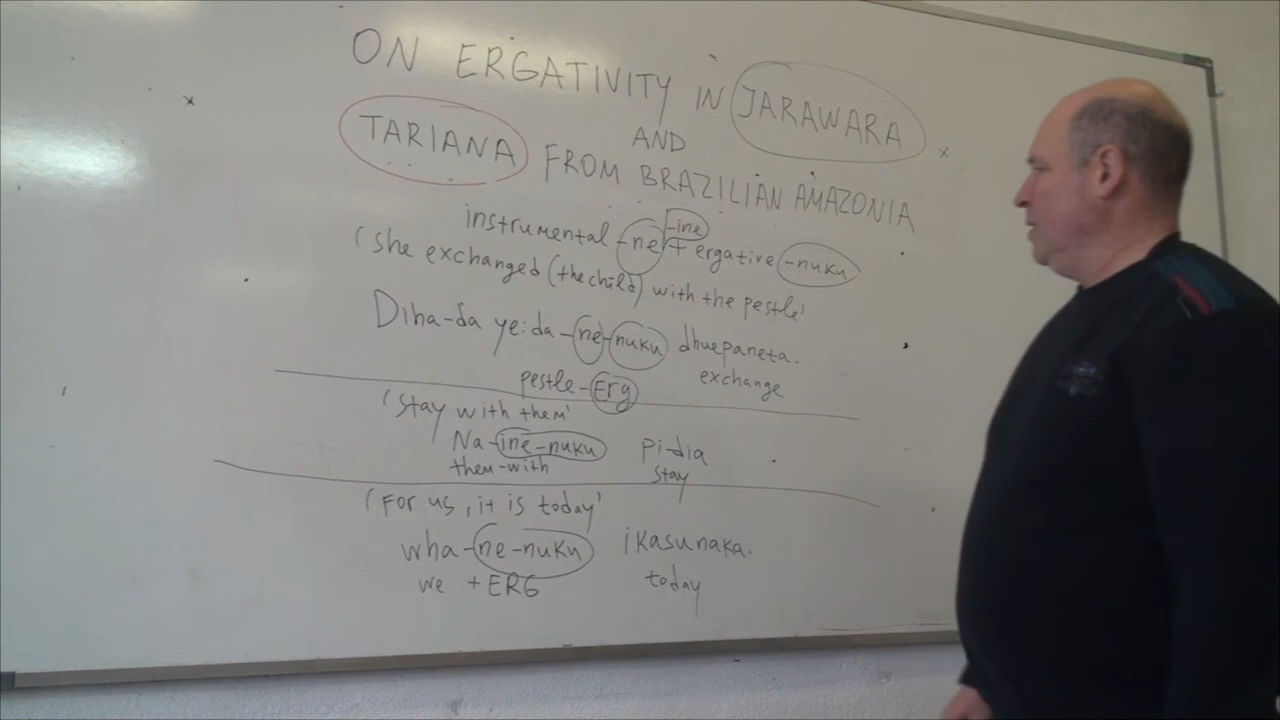 ON ERGATIVITY IN JARAWARA
AND
TARIANA FROM BRAZILIAN AMAZONIA
-ine
instrumental -ne + ergative -nuku
'she exchanged (the child) with the pestle'
Diha-da ye:da-ne-nuku dhuepaneta.
pestle-Erg exchange
'Stay with them'
Na-ine-nuku pi-dia.
them-with stay
'For us, it is today'
wha-ne-nuku ikasunaka.
we +ERG today